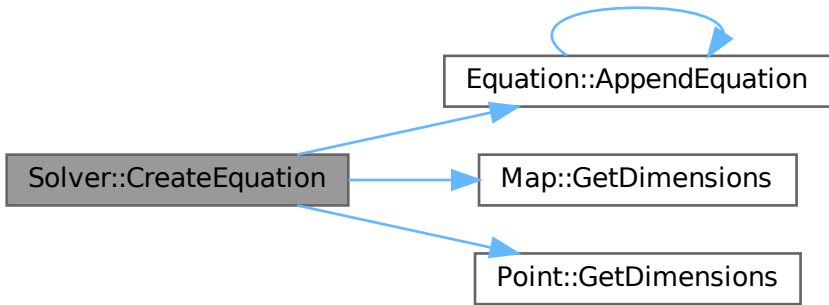 Equation::AppendEquation
Solver::CreateEquation
Map::GetDimensions
Point::GetDimensions